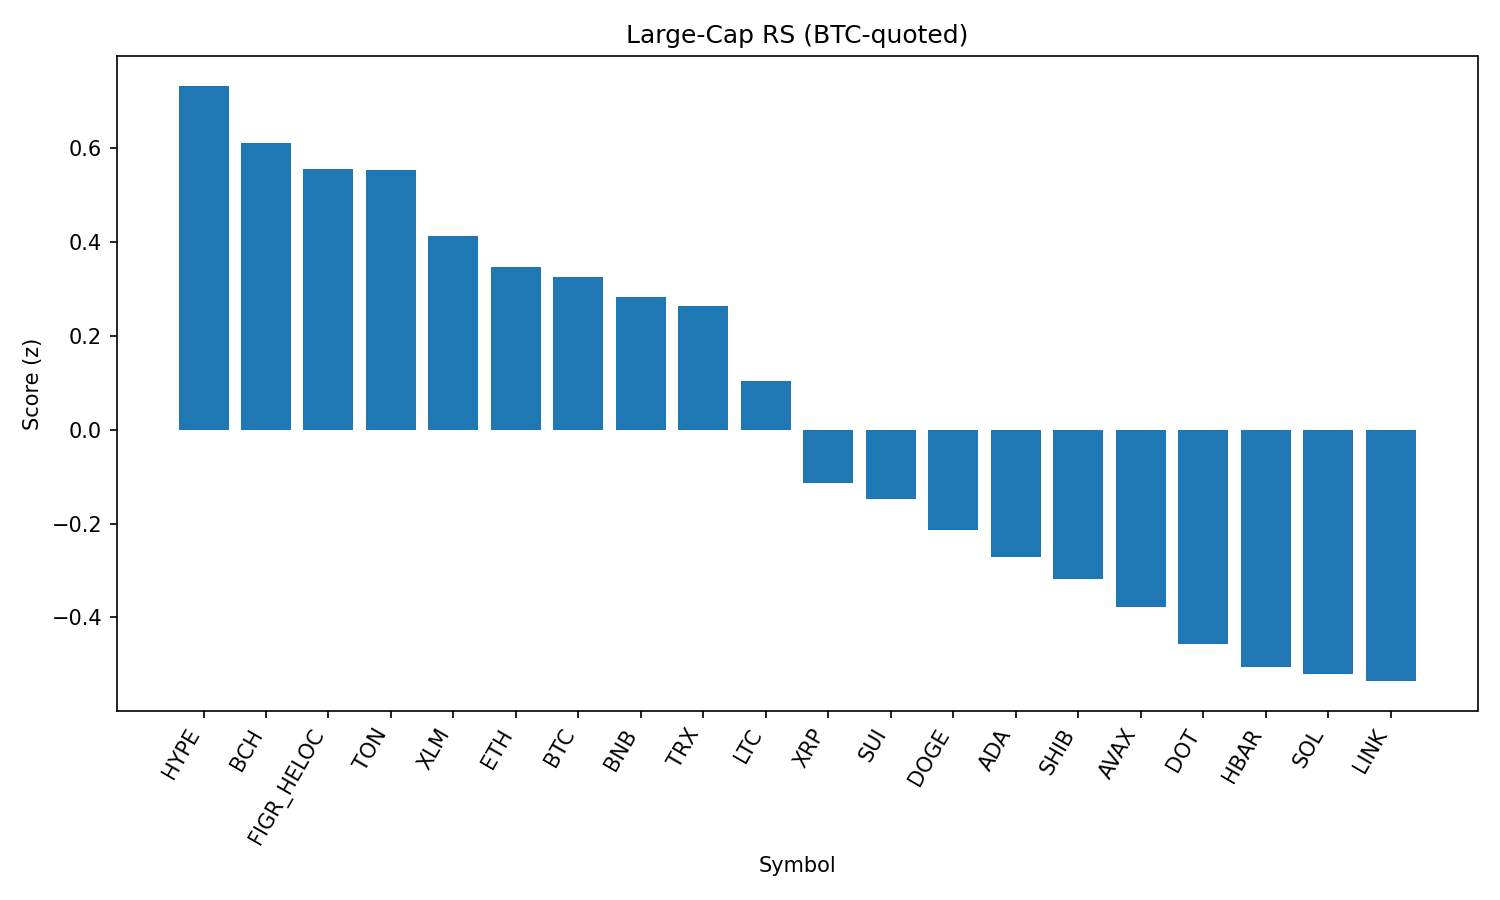 Large-Cap RS (BTC-quoted)
Score (z)
0.6
0.4
0.2
0.0
−0.2
−0.4
HYPE
BCH
FIGR_HELOC
TON
XLM
ETH
BTC
BNB
TRX
LTC
XRP
SUI
DOGE
ADA
SHIB
AVAX
DOT
HBAR
SOL
LINK
Symbol